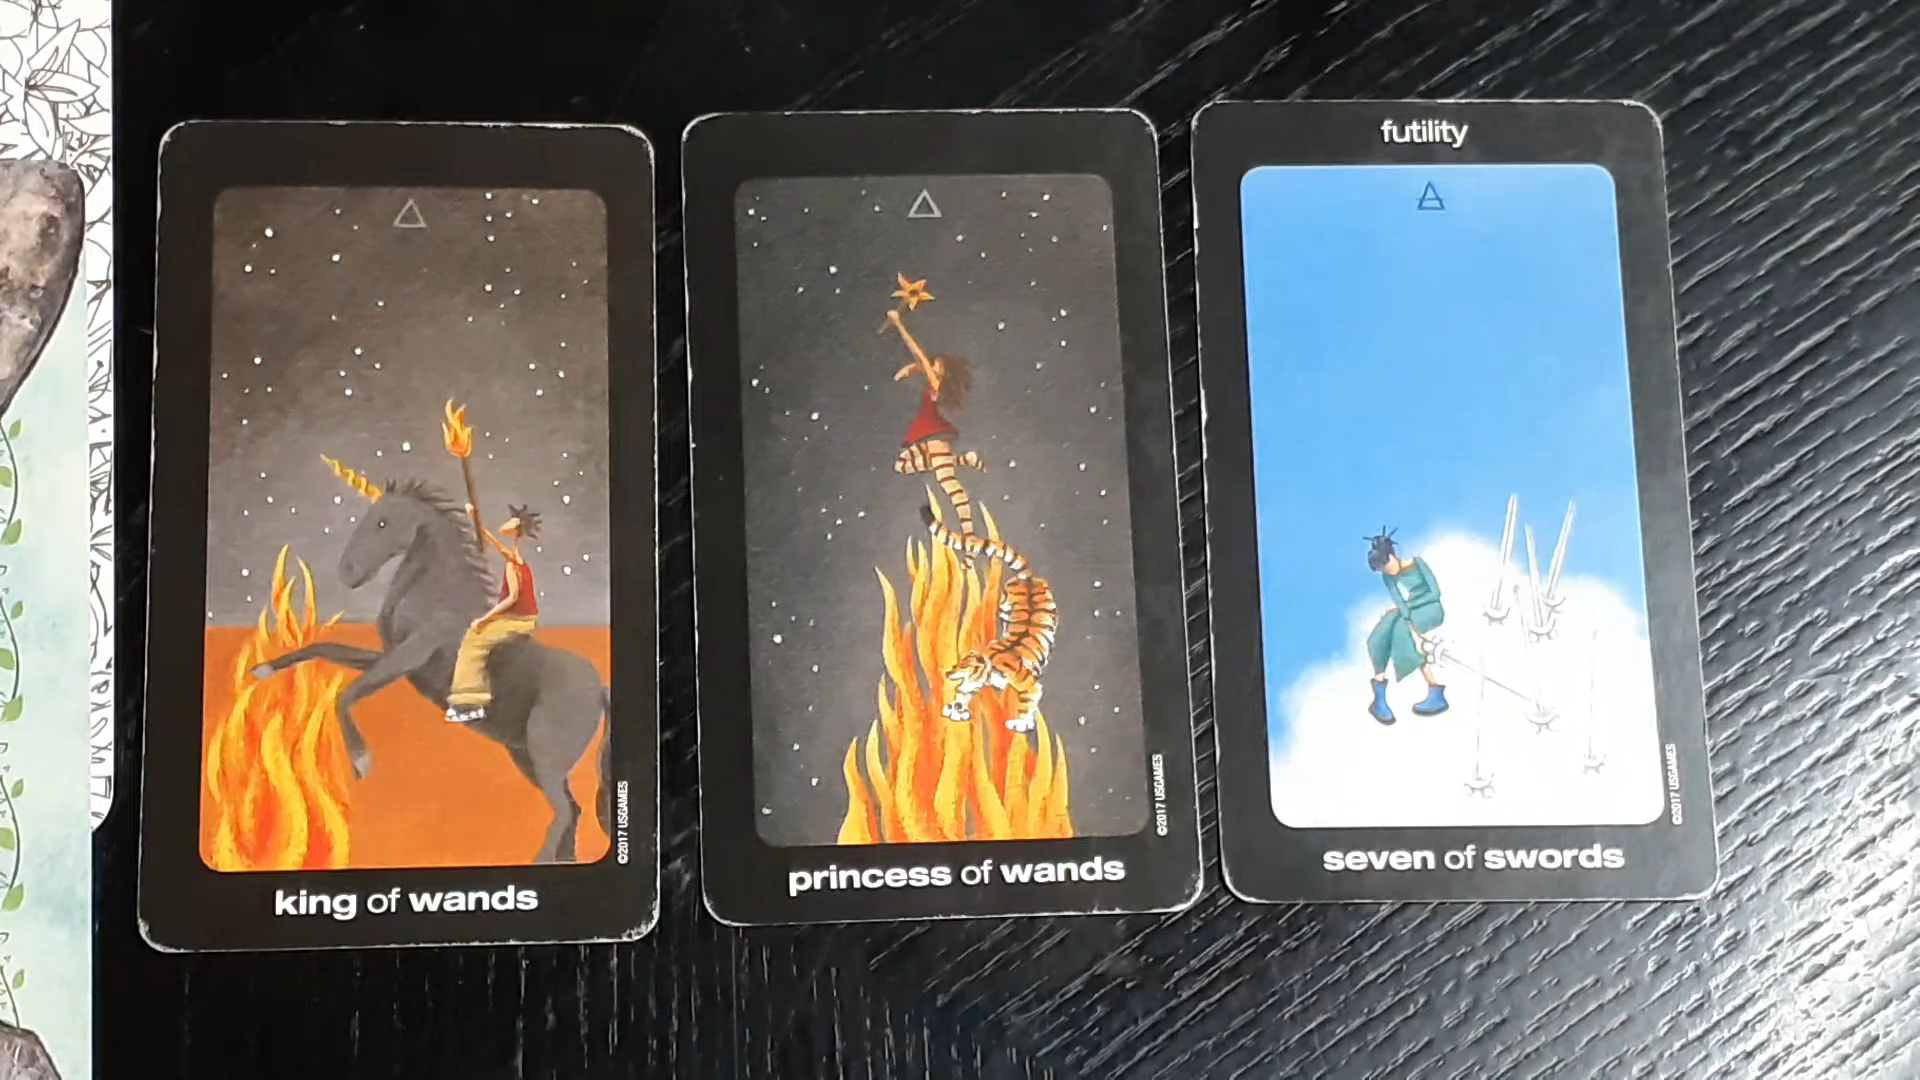 king of wands
©2017 USGAMES
princess of wands
©2017 USGAMES
futility
seven of swords
©2017 USGAMES